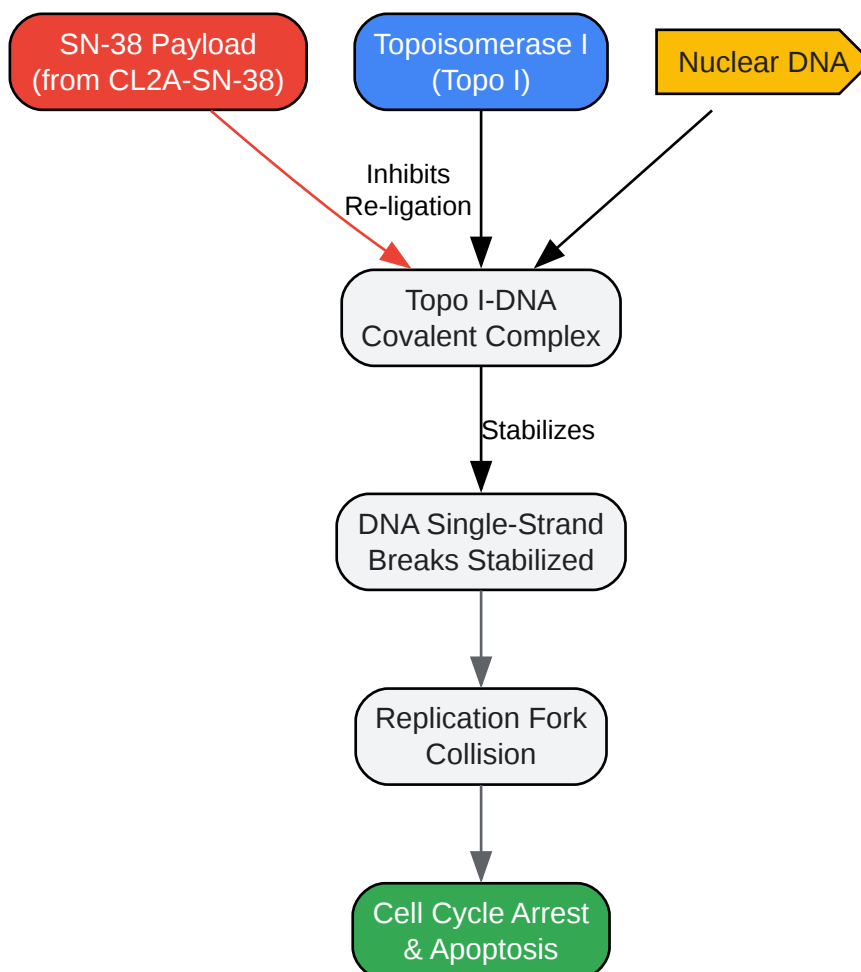 SN-38 Payload
(from CL2A-SN-38)
Topoisomerase I
(Topo I)
Nuclear DNA
Inhibits
Re-ligation
Topo I-DNA
Covalent Complex
Stabilizes
DNA Single-Strand
Breaks Stabilized
Replication Fork
Collision
Cell Cycle Arrest
& Apoptosis